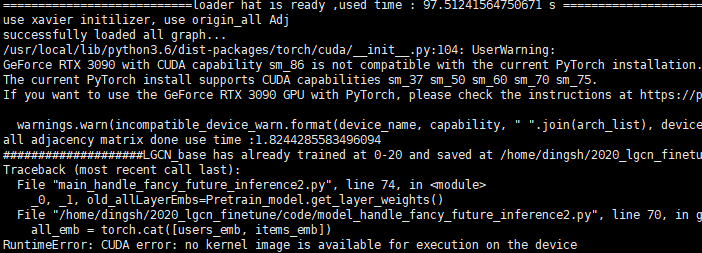 ===========================loader hat is ready ,used time : 97.51241564750671 s ====================
use xavier initilizer, use origin_all Adj
successfully loaded all graph...
/usr/local/lib/python3.6/dist-packages/torch/cuda/__init__.py:104: UserWarning:
GeForce RTX 3090 with CUDA capability sm_86 is not compatible with the current PyTorch installation.
The current PyTorch install supports CUDA capabilities sm_37 sm_50 sm_60 sm_70 sm_75.
If you want to use the GeForce RTX 3090 GPU with PyTorch, please check the instructions at https://p
warnings.warn(incompatible_device_warn.format(device_name, capability, " ".join(arch_list), device
all adjacency matrix done use time :1.8244285583496094
####################LGCN_base has already trained at 0-20 and saved at /home/dingsh/2020_lgcn_finetu
Traceback (most recent call last):
File "main_handle_fancy_future_inference2.py", line 74, in <module>
_0, _1, old_allLayerEmbs=Pretrain_model.get_layer_weights()
File "/home/dingsh/2020_lgcn_finetune/code/model_handle_fancy_future_inference2.py", line 70, in g
all_emb = torch.cat([users_emb, items_emb])
RuntimeError: CUDA error: no kernel image is available for execution on the device